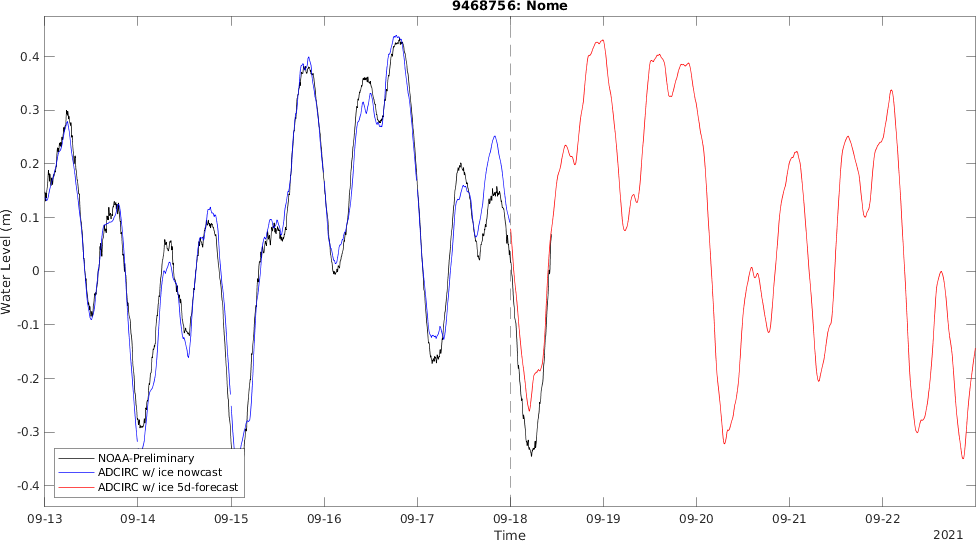 9468756: Nome
Water Level (m)
0.4
0.3
0.2
0.1
0
-0.1
-0.2
-0.3
-0.4
NOAA-Preliminary
ADCIRC w/ ice nowcast
ADCIRC w/ ice 5d-forecast
09-13 09-14 09-15 09-16 09-17 09-18 09-19 09-20 09-21 09-22
Time
2021